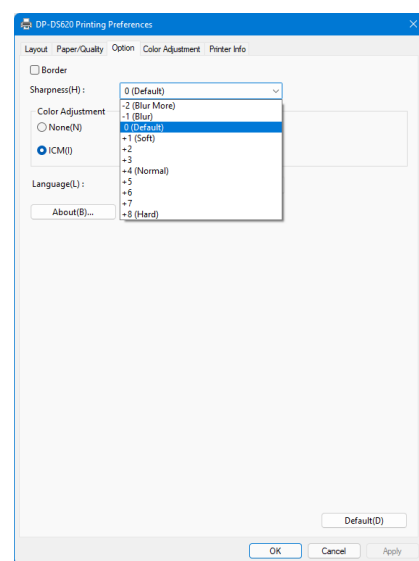 DP-DS620 Printing Preferences
Layout Paper/Quality Option Color Adjustment Printer Info
Border
Sharpness(H) : 0 (Default)
-2 (Blur More)
-1 (Blur)
0 (Default)
+1 (Soft)
+2
+3
+4 (Normal)
+5
+6
+7
+8 (Hard)
Color Adjustment
None(N)
ICM(I)
Language(L) :
About(B)...
Default(D)
OK Cancel Apply